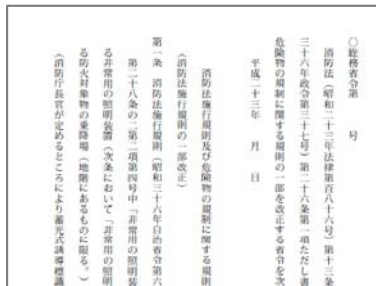 ○総務省令第　　号
消防法（昭和二十三年法律第百八十六号）第十三条
三十六年政令第三十七号）第二十六条第一項ただし書
危険物の規制に関する規則の一部を改正する省令を次
平成二十三年　　月　　日
消防法施行規則及び危険物の規制に関する規則
（消防法施行規則の一部改正）
第一条　消防法施行規則（昭和三十六年自治省令第六
第二十八条の二第二項第四号中「非常用の照明装
る非常用の照明装置（次条において「非常用の照明
る防火対象物の乗降場（地階にあるものに限る。）
（消防庁長官が定めるところにより蓄光式誘導標識